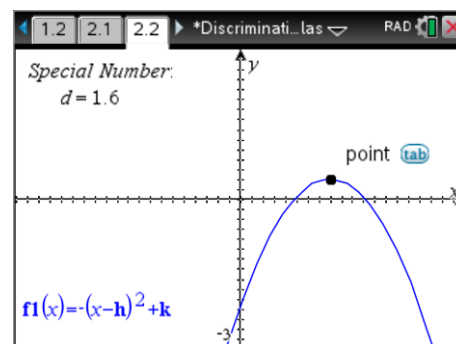 1.2 2.1 2.2 *Discriminati...las RAD
Special Number:
d = 1.6
y
point tab
x
f1(x)=-(x-h)²+k
-3